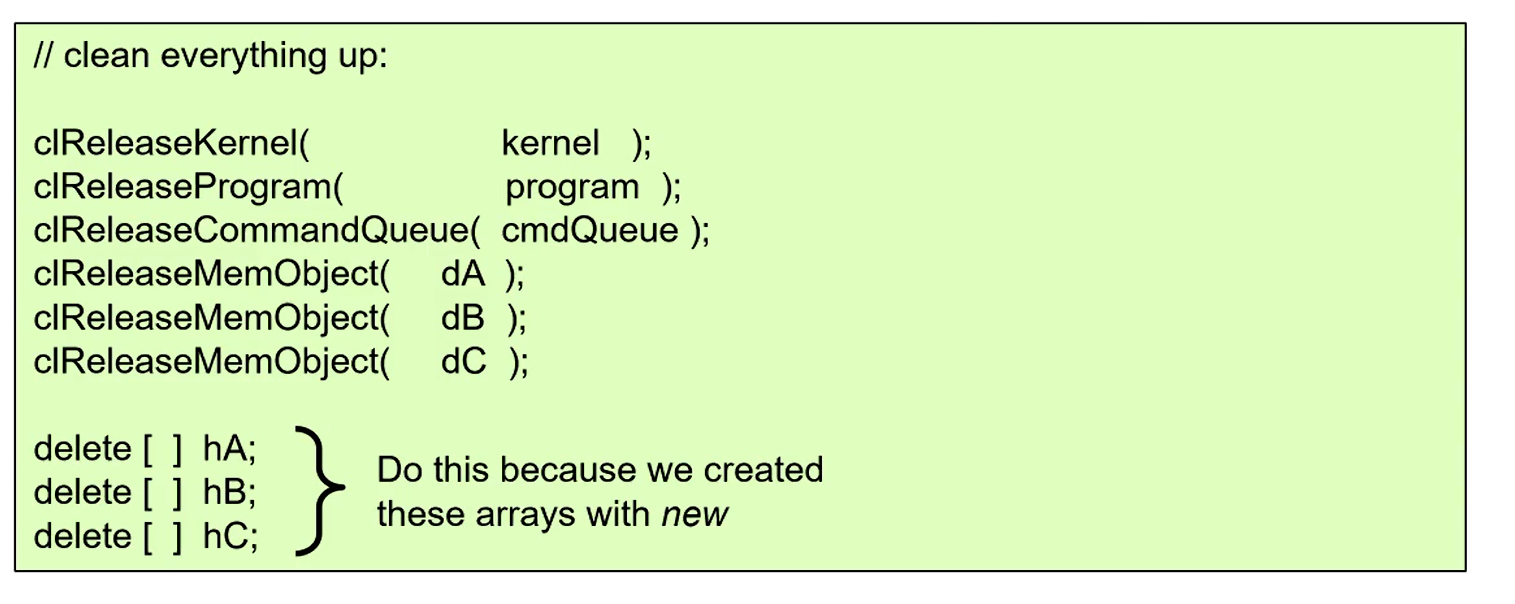 // clean everything up:
clReleaseKernel( kernel );
clReleaseProgram( program );
clReleaseCommandQueue( cmdQueue );
clReleaseMemObject( dA );
clReleaseMemObject( dB );
clReleaseMemObject( dC );
delete [ ] hA;
delete [ ] hB;
delete [ ] hC;
Do this because we created
these arrays with new